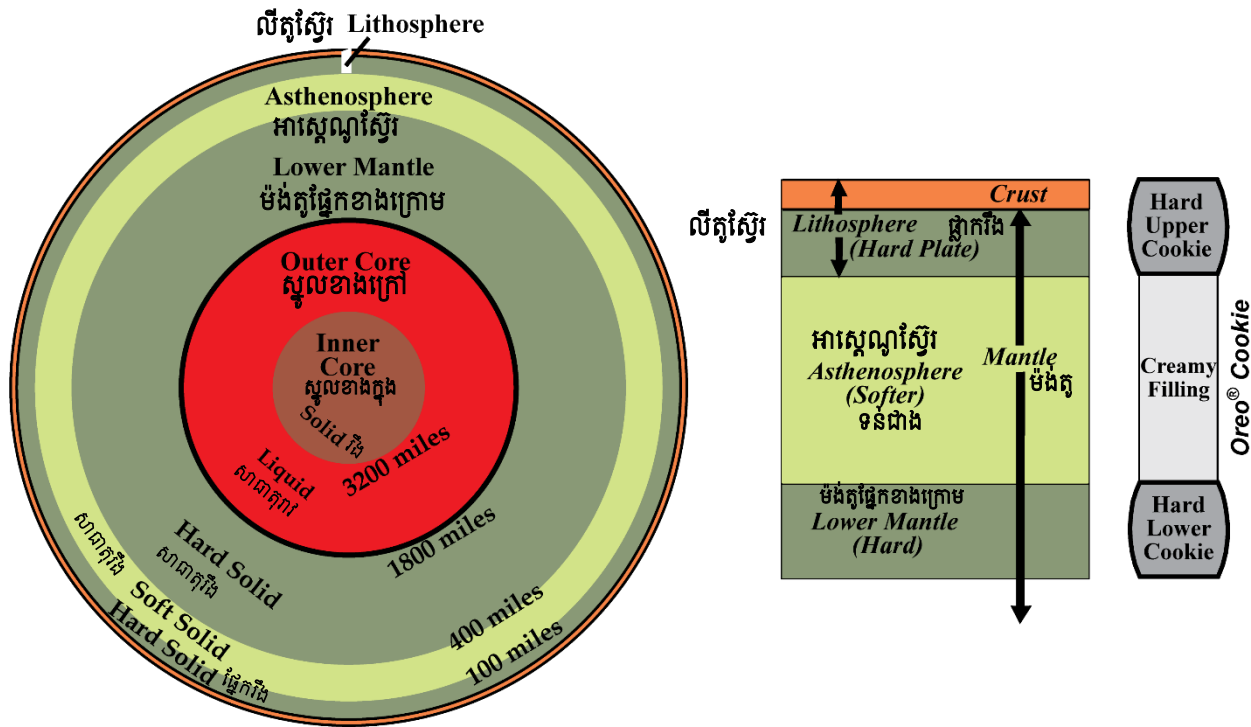 លីតូស្វ៊ែរ Lithosphere
Asthenosphere
អាស្តេណូស្វ៊ែរ
Lower Mantle
ម៉ង់តូផ្នែកខាងក្រោម
Outer Core
ស្នូលខាងក្រៅ
Inner
Core
ស្នូលខាងក្នុង
Solid រឹង
3200 miles
Liquid
សាធាតុរាវ
1800 miles
Hard Solid
សាធាតុរឹង
សាធាតុរឹង
Soft Solid
400 miles
Hard Solid ផ្នែករឹង
100 miles
Crust
លីតូស្វ៊ែរ
Lithosphere ផ្លាករឹង
(Hard Plate)
អាស្តេណូស្វ៊ែរ
Asthenosphere
(Softer)
ទន់ជាង
Mantle
ម៉ង់តូ
ម៉ង់តូផ្នែកខាងក្រោម
Lower Mantle
(Hard)
Hard
Upper
Cookie
Creamy
Filling
Hard
Lower
Cookie
Oreo® Cookie